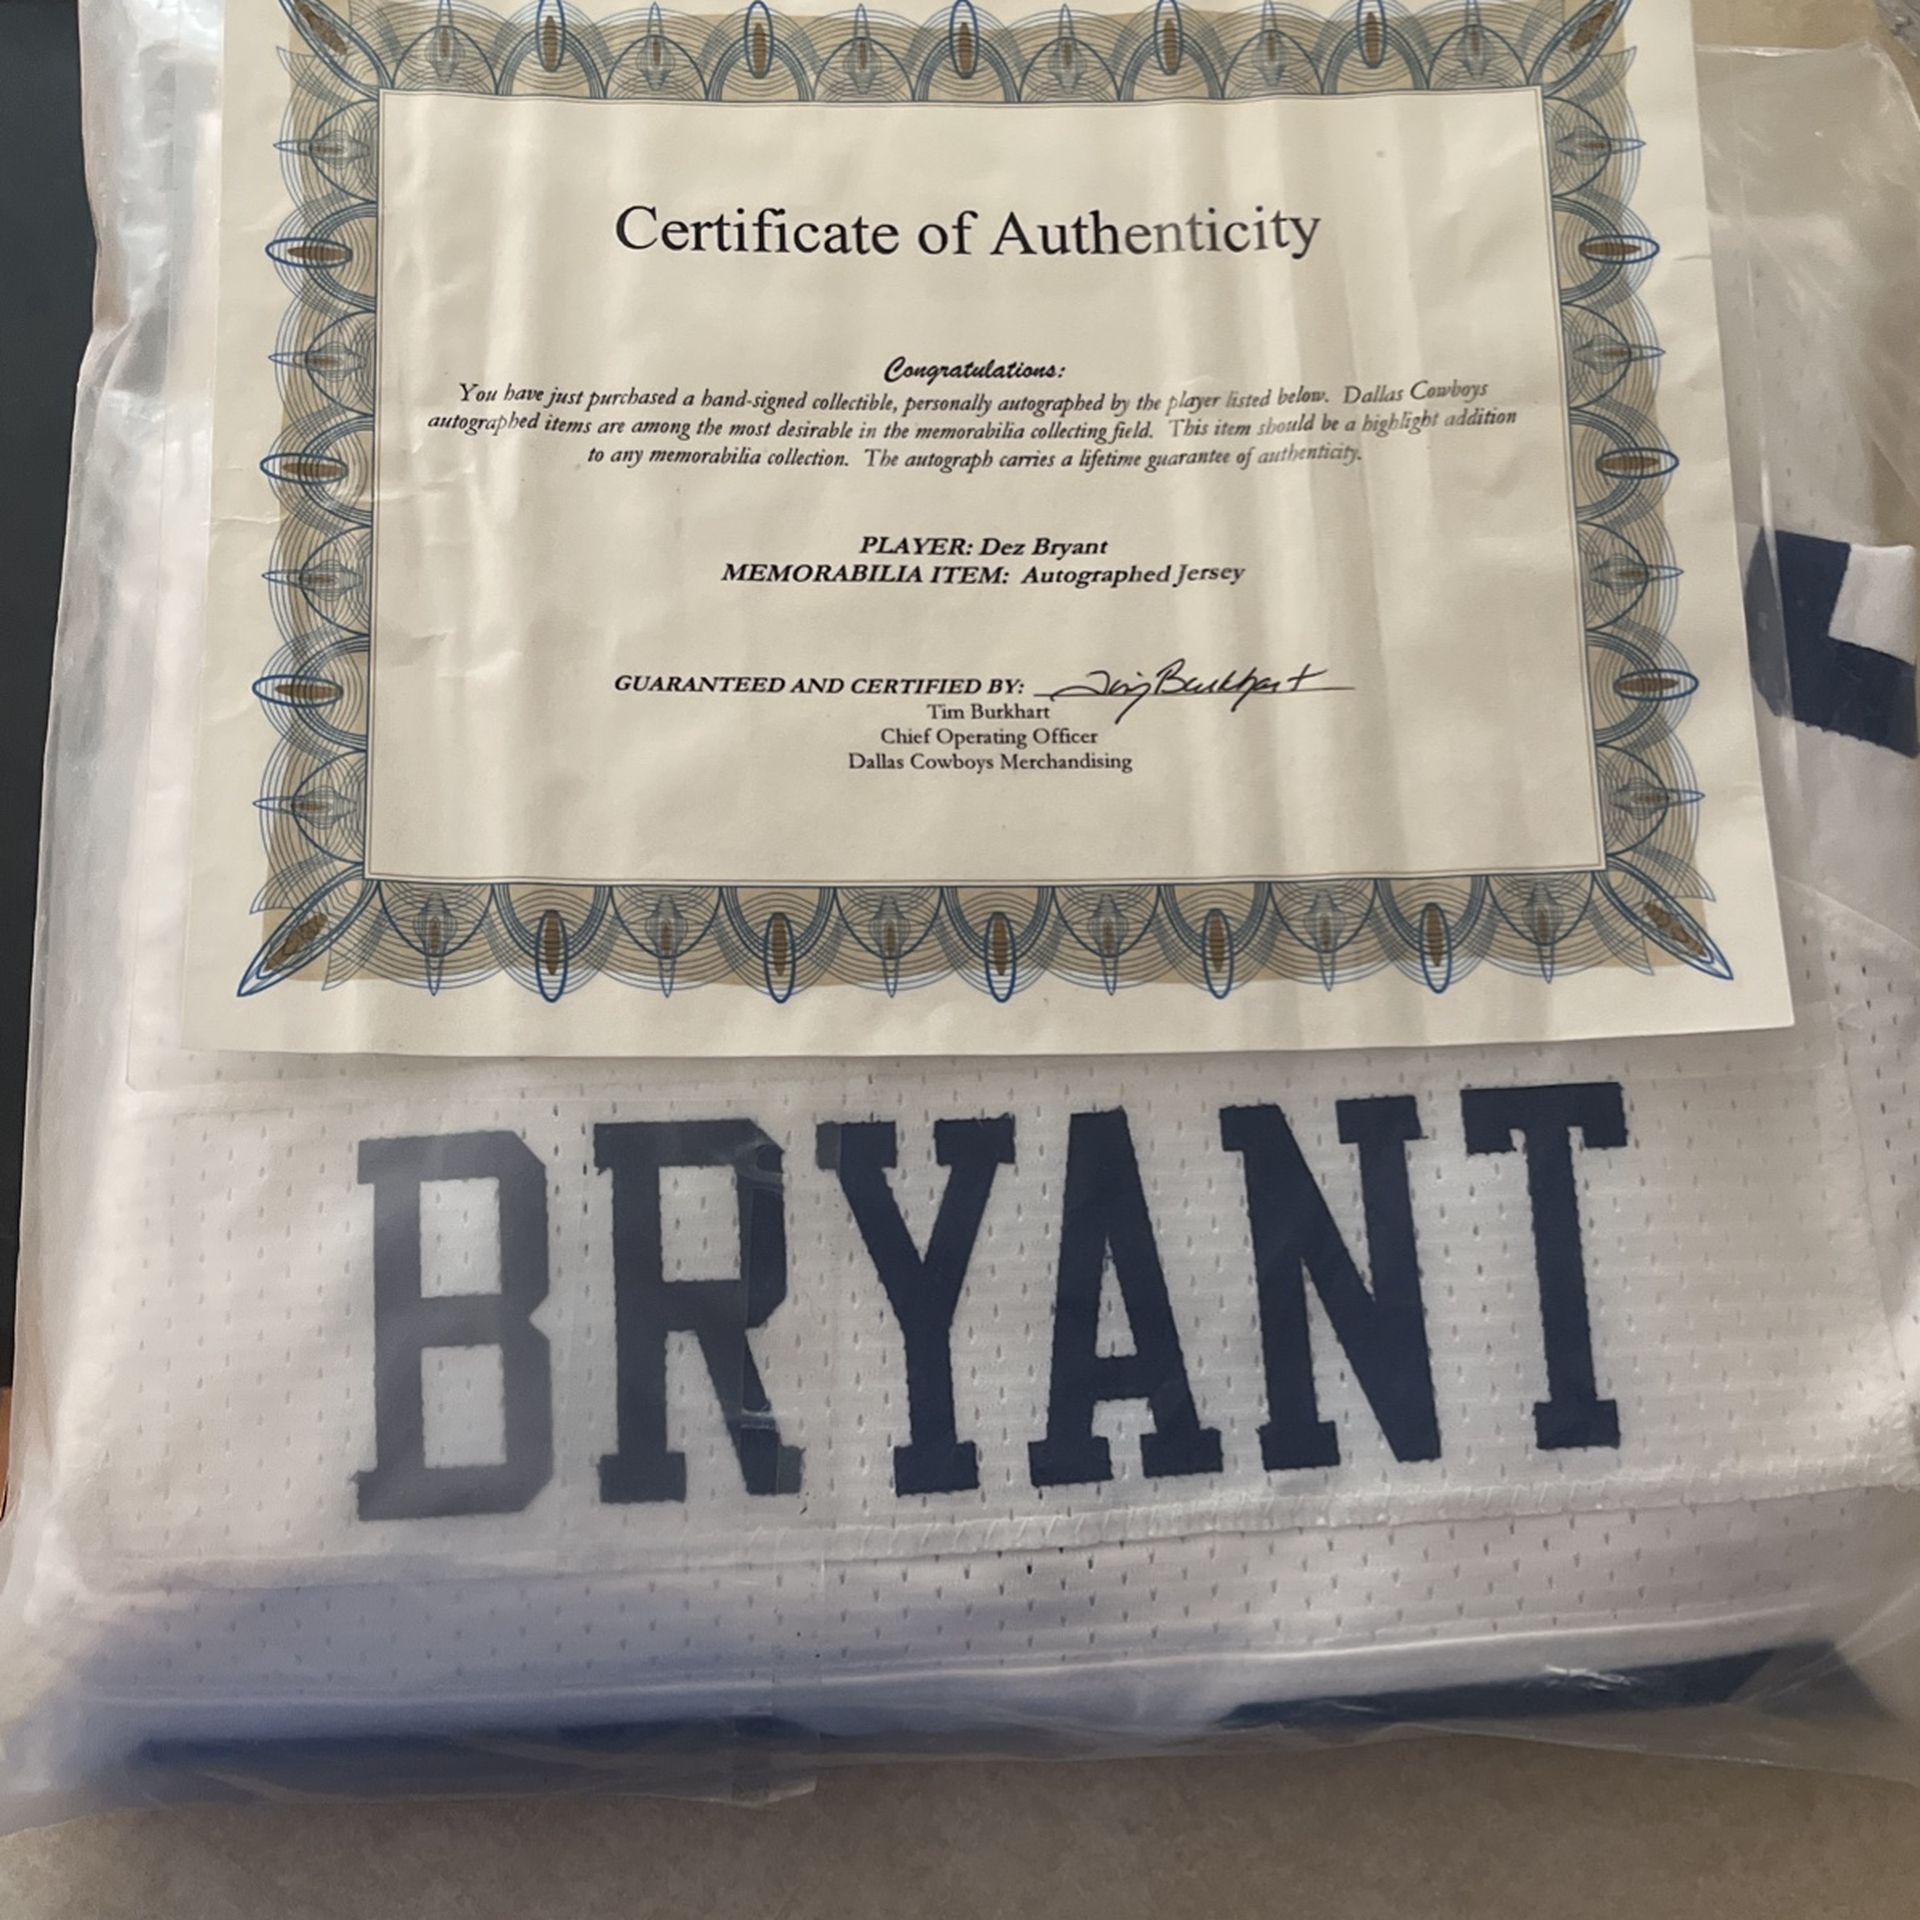 Certificate of Authenticity
Congratulations:
You have just purchased a hand-signed collectible, personally autographed by the player listed below. Dallas Cowboys
autographed items are among the most desirable in the memorabilia collecting field. This item should be a highlight addition
to any memorabilia collection. The autograph carries a lifetime guarantee of authenticity.
PLAYER: Dez Bryant
MEMORABILIA ITEM: Autographed Jersey
GUARANTEED AND CERTIFIED BY: Tim Burkhart
Tim Burkhart
Chief Operating Officer
Dallas Cowboys Merchandising
BRYANT